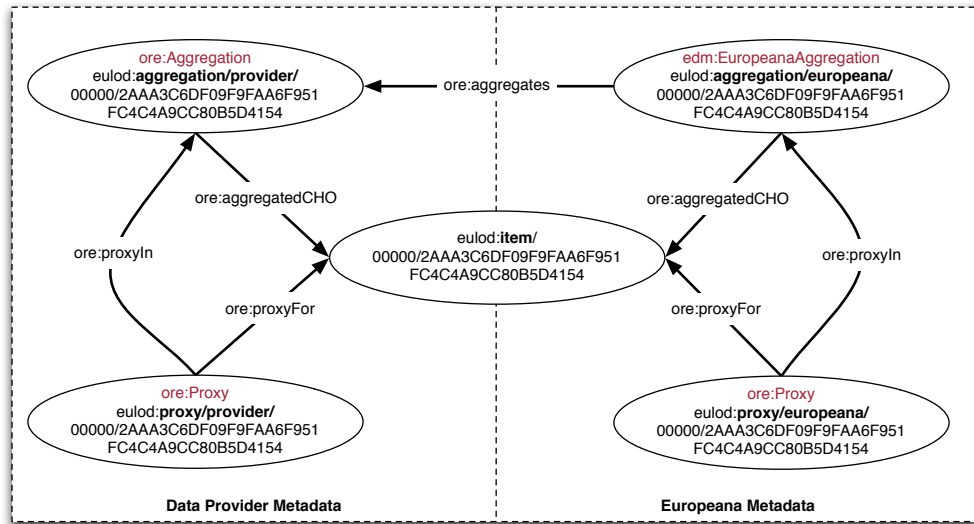 ore:Aggregation
eulod:aggregation/provider/
00000/2AAA3C6DF09F9FAA6F951
FC4C4A9CC80B5D4154
ore:aggregates
edm:EuropeanaAggregation
eulod:aggregation/europeana/
00000/2AAA3C6DF09F9FAA6F951
FC4C4A9CC80B5D4154
ore:aggregatedCHO
ore:aggregatedCHO
ore:proxyIn
eulod:item/
00000/2AAA3C6DF09F9FAA6F951
FC4C4A9CC80B5D4154
ore:proxyIn
ore:proxyFor
ore:proxyFor
ore:Proxy
eulod:proxy/provider/
00000/2AAA3C6DF09F9FAA6F951
FC4C4A9CC80B5D4154
ore:Proxy
eulod:proxy/europeana/
00000/2AAA3C6DF09F9FAA6F951
FC4C4A9CC80B5D4154
Data Provider Metadata
Europeana Metadata